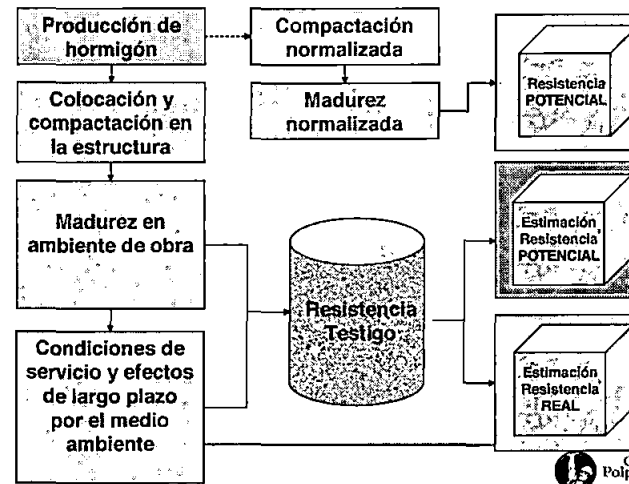 Producción de
hormigón
Compactación
normalizada
Resistencia
POTENCIAL
Colocación y
compactación en
la estructura
Madurez
normalizada
Madurez en
ambiente de obra
Estimación
Resistencia
POTENCIAL
Resistencia
Testigo
Condiciones de
servicio y efectos
de largo plazo
por el medio
ambiente
Estimación
Resistencia
REAL